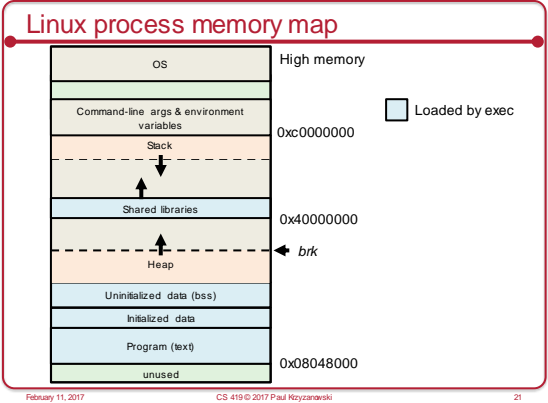 Linux process memory map
OS
High memory
Command-line args & environment
variables
Loaded by exec
0xc0000000
Stack
Shared libraries
0x40000000
brk
Heap
Uninitialized data (bss)
Initialized data
Program (text)
0x08048000
unused
February 11, 2017
CS 419 © 2017 Paul Krzyzanowski
21